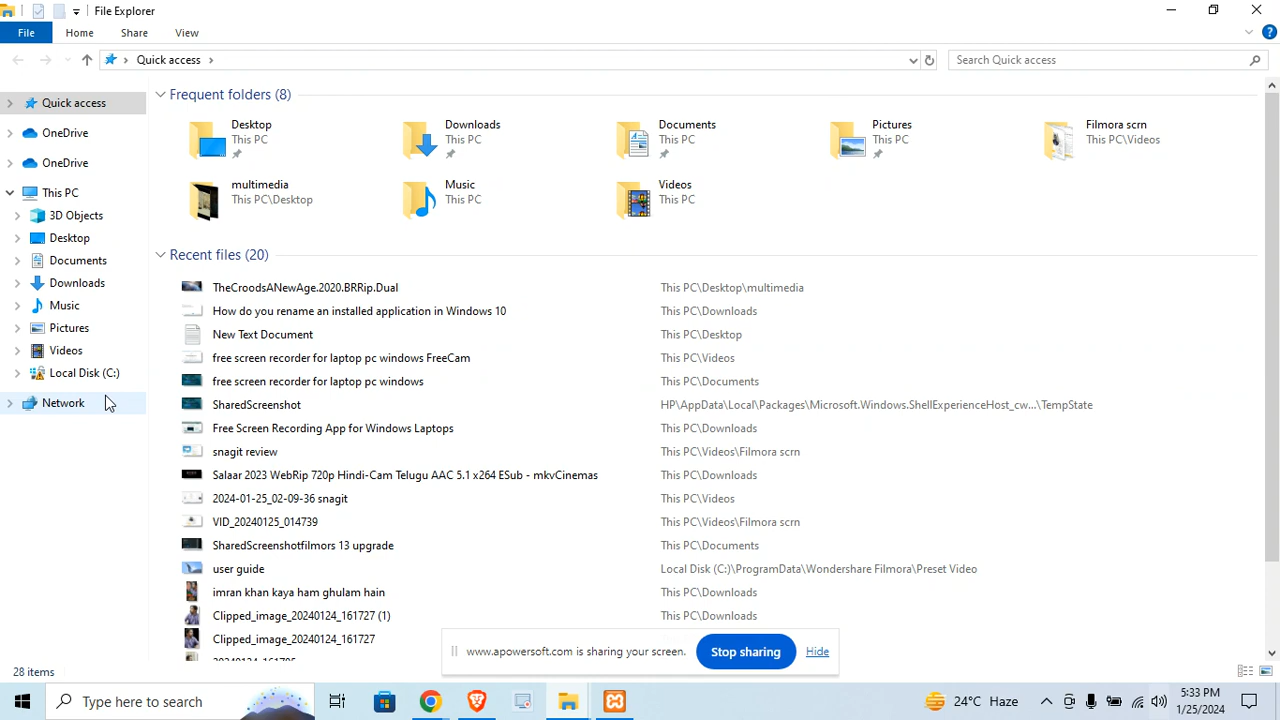 File Explorer
File Home Share View
Quick access
Search Quick access
Quick access
OneDrive
OneDrive
This PC
3D Objects
Desktop
Documents
Downloads
Music
Pictures
Videos
Local Disk (C:)
Network
Frequent folders (8)
Desktop
This PC
Downloads
This PC
Documents
This PC
Pictures
This PC
Filmora scrn
This PC\Videos
multimedia
This PC\Desktop
Music
This PC
Videos
This PC
Recent files (20)
TheCroodsANewAge.2020.BRRip.Dual This PC\Desktop\multimedia
How do you rename an installed application in Windows 10 This PC\Downloads
New Text Document This PC\Desktop
free screen recorder for laptop pc windows FreeCam This PC\Videos
free screen recorder for laptop pc windows This PC\Documents
SharedScreenshot HP\AppData\Local\Packages\Microsoft.Windows.ShellExperienceHost_cw...\TempState
Free Screen Recording App for Windows Laptops This PC\Downloads
snagit review This PC\Videos\Filmora scrn
Salaar 2023 WebRip 720p Hindi-Cam Telugu AAC 5.1 x264 ESub - mkvCinemas This PC\Downloads
2024-01-25_02-09-36 snagit This PC\Videos
VID_20240125_014739 This PC\Videos\Filmora scrn
SharedScreenshotfilmors 13 upgrade This PC\Documents
user guide Local Disk (C:)\ProgramData\Wondershare Filmora\Preset Video
imran khan kaya ham ghulam hain This PC\Downloads
Clipped_image_20240124_161727 (1) This PC\Downloads
Clipped_image_20240124_161727
www.apowersoft.com is sharing your screen. Stop sharing Hide
28 items
Type here to search
24°C Haze
5:33 PM
1/25/2024